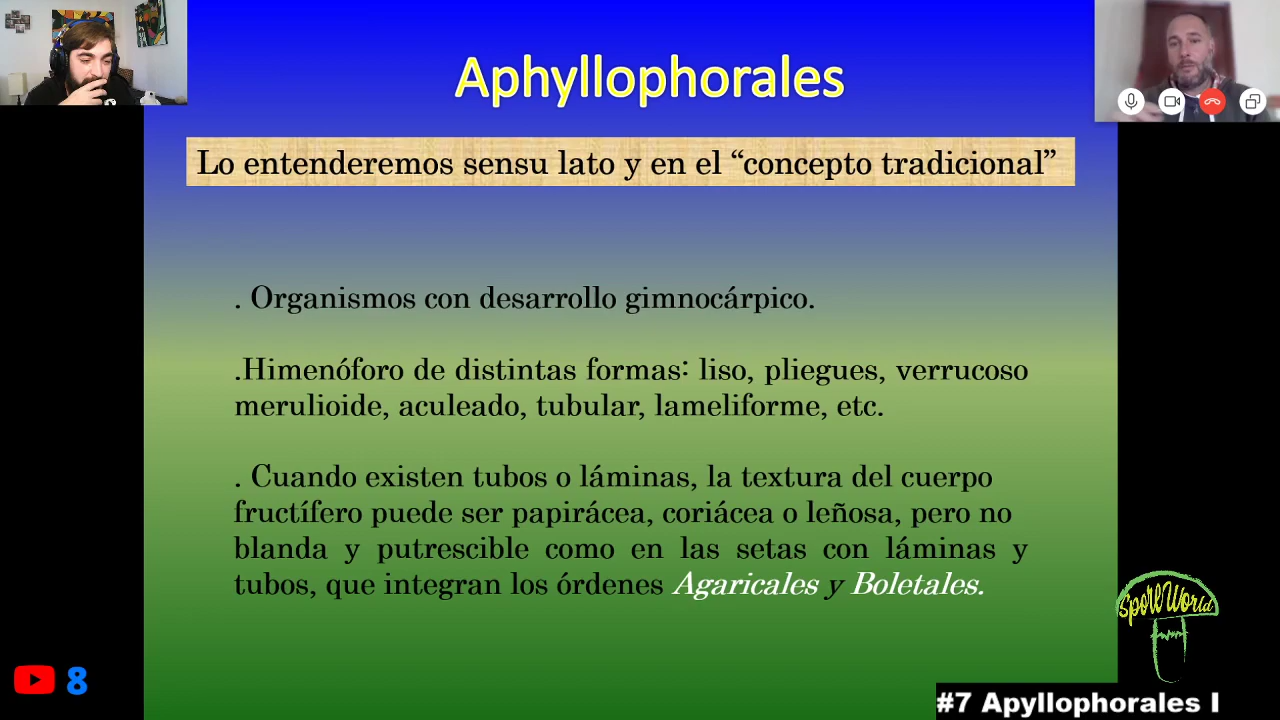 Aphyllophorales
Lo entenderemos sensu lato y en el “concepto tradicional”
. Organismos con desarrollo gimnocárpico.
.Himenóforo de distintas formas: liso, pliegues, verrucoso
merulioide, aculeado, tubular, lameliforme, etc.
. Cuando existen tubos o láminas, la textura del cuerpo
fructífero puede ser papirácea, coriácea o leñosa, pero no
blanda y putrescible como en las setas con láminas y
tubos, que integran los órdenes Agaricales y Boletales.
SporeWorld
8
#7 Apyllophorales I